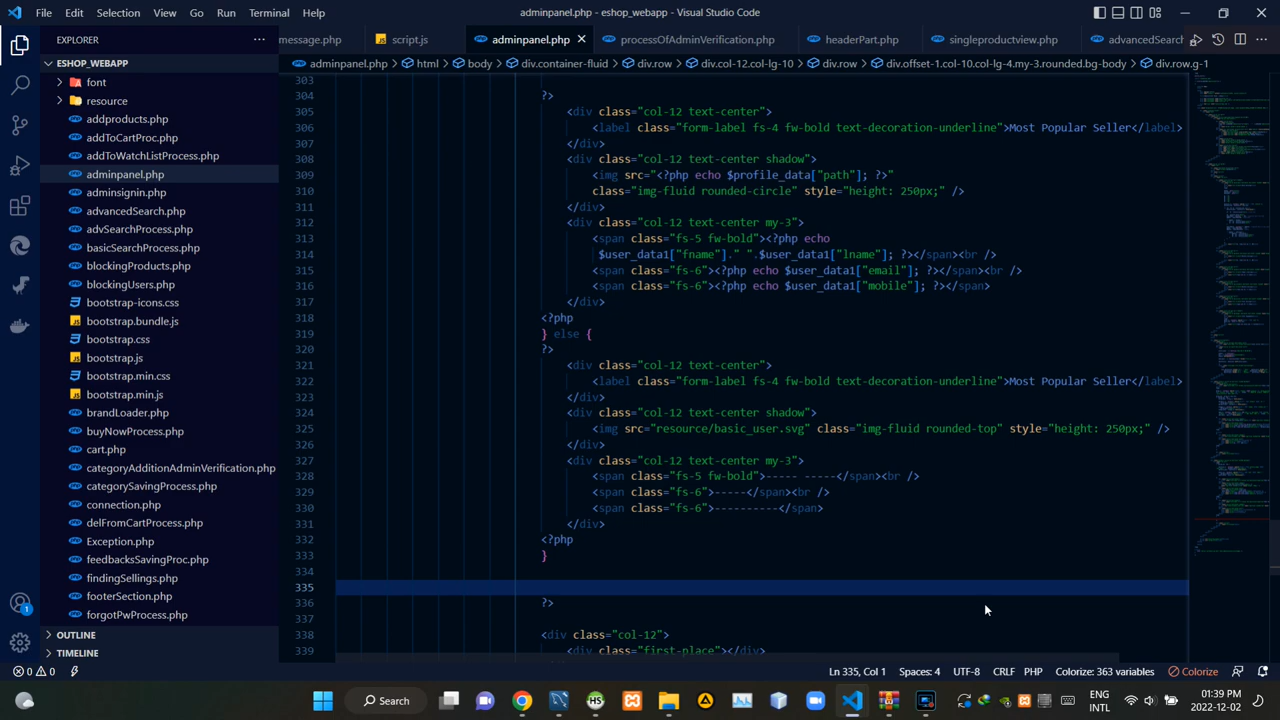 File Edit Selection View Go Run Terminal Help
adminpanel.php - eshop_webapp - Visual Studio Code
EXPLORER
message.php script.js adminpanel.php processOfAdminVerification.php headerPart.php singleproductview.php advancedSearch
ESHOP_WEBAPP
adminpanel.php > html > body > div.container-fluid > div.row > div.col-12.col-lg-10 > div.row > div.offset-1.col-10.col-lg-4.my-3.rounded.bg-body > div.row.g-1
font
resource
addproducts.php
addToCartProc.php
addToWatchListProcess.php
adminpanel.php
adminsignin.php
advancedSearch.php
advSearchProcess.php
basicSearchProcess.php
blockingProducts.php
blockingUsers.php
bootstrap-icons.css
bootstrap.bundle.js
bootstrap.css
bootstrap.js
bootstrap.min.css
bootstrap.min.js
brandLoader.php
buyNowProcess.php
cart.php
categoryAdditionAdminVerification.php
categorySavingProcess.php
connection.php
delFromCartProcess.php
Exception.php
feedbacksSavingProc.php
findingSellings.php
footerSection.php
forgotPwProcess.php
OUTLINE
TIMELINE
303
304 ?>
305 <div class="col-12 text-center">
306 <label class="form-label fs-4 fw-bold text-decoration-underline">Most Popular Seller</label>
307 </div>
308 <div class="col-12 text-center shadow">
309 <img src="<?php echo $profile_data["path"]; ?>"
310 class="img-fluid rounded-circle" style="height: 250px;" />
311 </div>
312 <div class="col-12 text-center my-3">
313 <span class="fs-5 fw-bold"><?php echo
314 $user_data1["fname"]." ".$user_data1["lname"]; ?></span><br />
315 <span class="fs-6"><?php echo $user_data1["email"]; ?></span><br />
316 <span class="fs-6"><?php echo $user_data1["mobile"]; ?></span>
317 </div>
318 <?php
319 } else {
320 ?>
321 <div class="col-12 text-center">
322 <label class="form-label fs-4 fw-bold text-decoration-underline">Most Popular Seller</label>
323 </div>
324 <div class="col-12 text-center shadow">
325 <img src="resource/basic_user.svg" class="img-fluid rounded-top" style="height: 250px;" />
326 </div>
327 <div class="col-12 text-center my-3">
328 <span class="fs-5 fw-bold">-----------</span><br />
329 <span class="fs-6">-----</span><br />
330 <span class="fs-6">----------</span>
331 </div>
332 <?php
333 }
334
335
336 ?>
337
338 <div class="col-12">
339 <div class="first-place"></div>
0 0 Ln 335, Col 1 Spaces: 4 UTF-8 CRLF PHP Colorize: 363 variables Colorize
Search
ENG
INTL
01:39 PM
2022-12-02